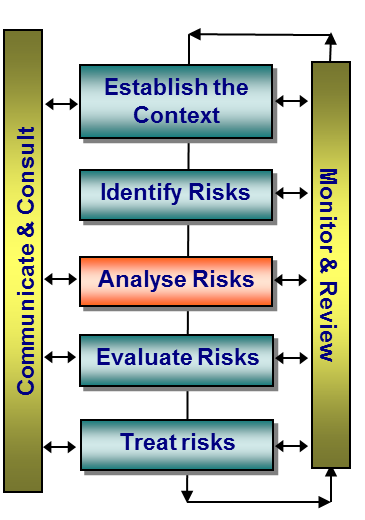 Establish the
Context
Identify Risks
Analyse Risks
Evaluate Risks
Treat risks
Communicate & Consult
Monitor & Review